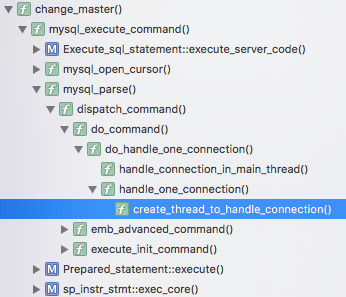 f change_master()
f mysql_execute_command()
M Execute_sql_statement::execute_server_code()
f mysql_open_cursor()
f mysql_parse()
f dispatch_command()
f do_command()
f do_handle_one_connection()
f handle_connection_in_main_thread()
f handle_one_connection()
f create_thread_to_handle_connection()
f emb_advanced_command()
f execute_init_command()
M Prepared_statement::execute()
M sp_instr_stmt::exec_core()